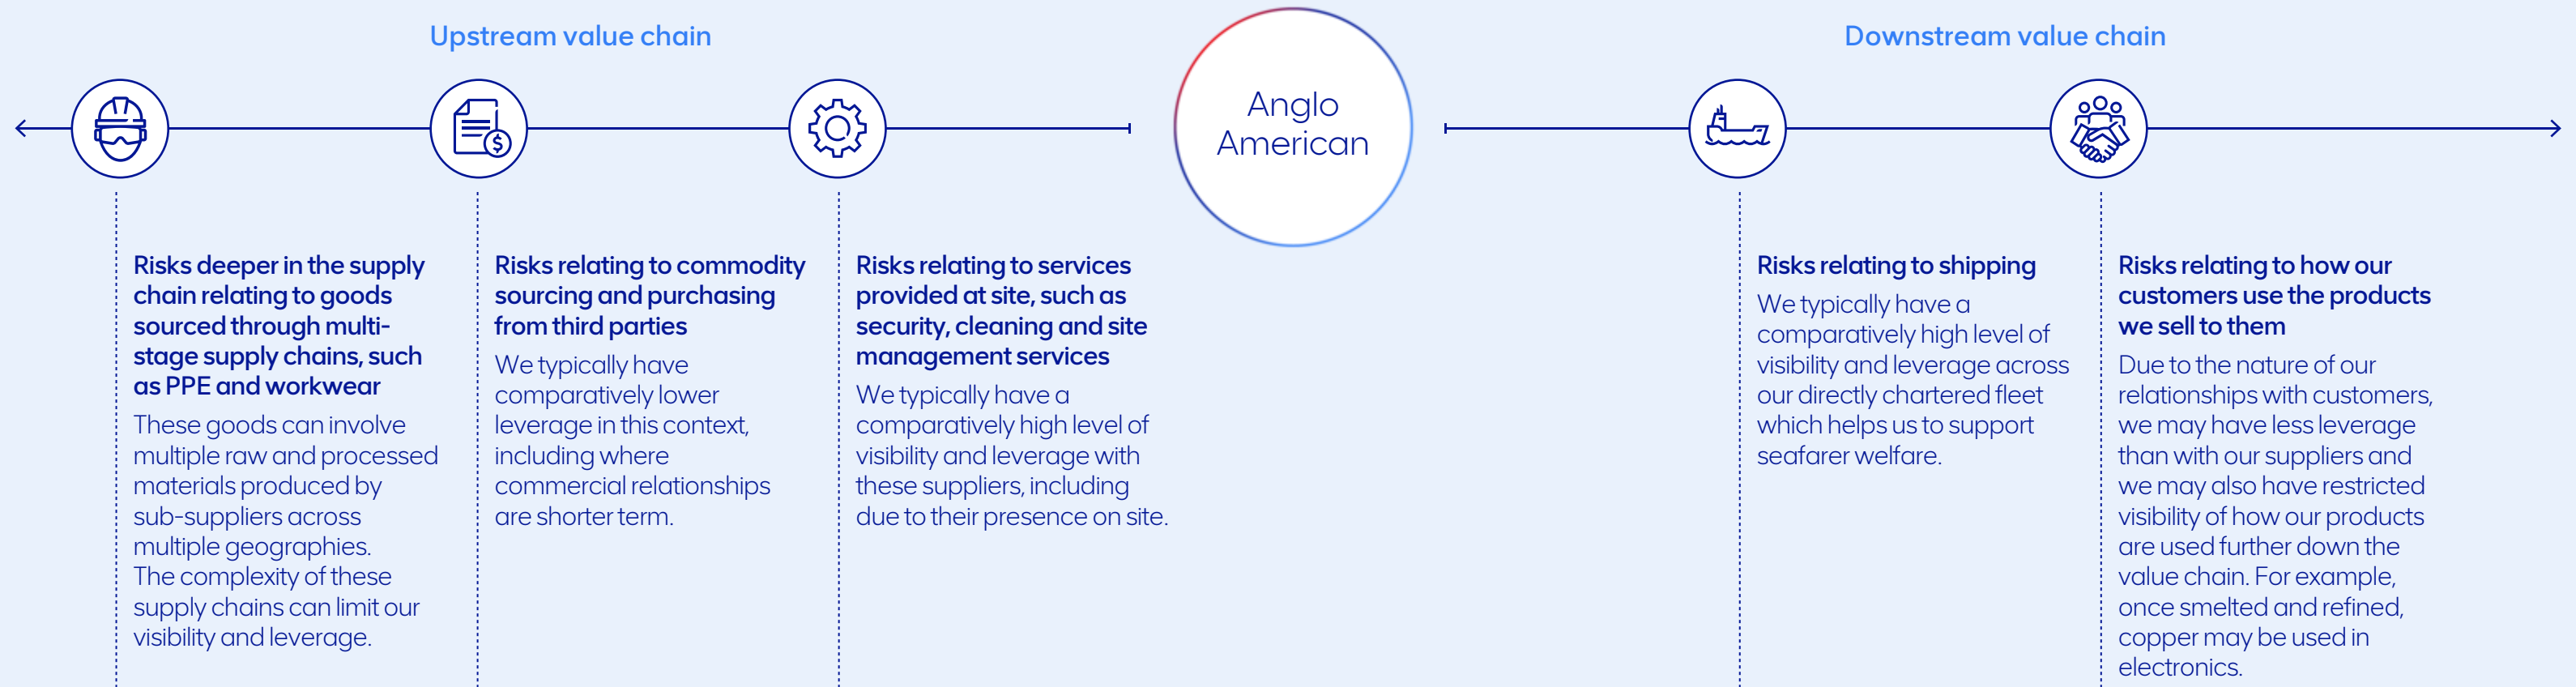 Upstream value chain
Anglo
American
Downstream value chain
$
Risks deeper in the supply
chain relating to goods
sourced through multi-
stage supply chains, such
as PPE and workwear
These goods can involve
multiple raw and processed
materials produced by
sub-suppliers across
multiple geographies.
The complexity of these
supply chains can limit our
visibility and leverage.
Risks relating to commodity
sourcing and purchasing
from third parties
We typically have
comparatively lower
leverage in this context,
including where
commercial relationships
are shorter term.
Risks relating to services
provided at site, such as
security, cleaning and site
management services
We typically have a
comparatively high level of
visibility and leverage with
these suppliers, including
due to their presence on site.
Risks relating to shipping
We typically have a
comparatively high level of
visibility and leverage across
our directly chartered fleet
which helps us to support
seafarer welfare.
Risks relating to how our
customers use the products
we sell to them
Due to the nature of our
relationships with customers,
we may have less leverage
than with our suppliers and
we may also have restricted
visibility of how our products
are used further down the
value chain. For example,
once smelted and refined,
copper may be used in
electronics.